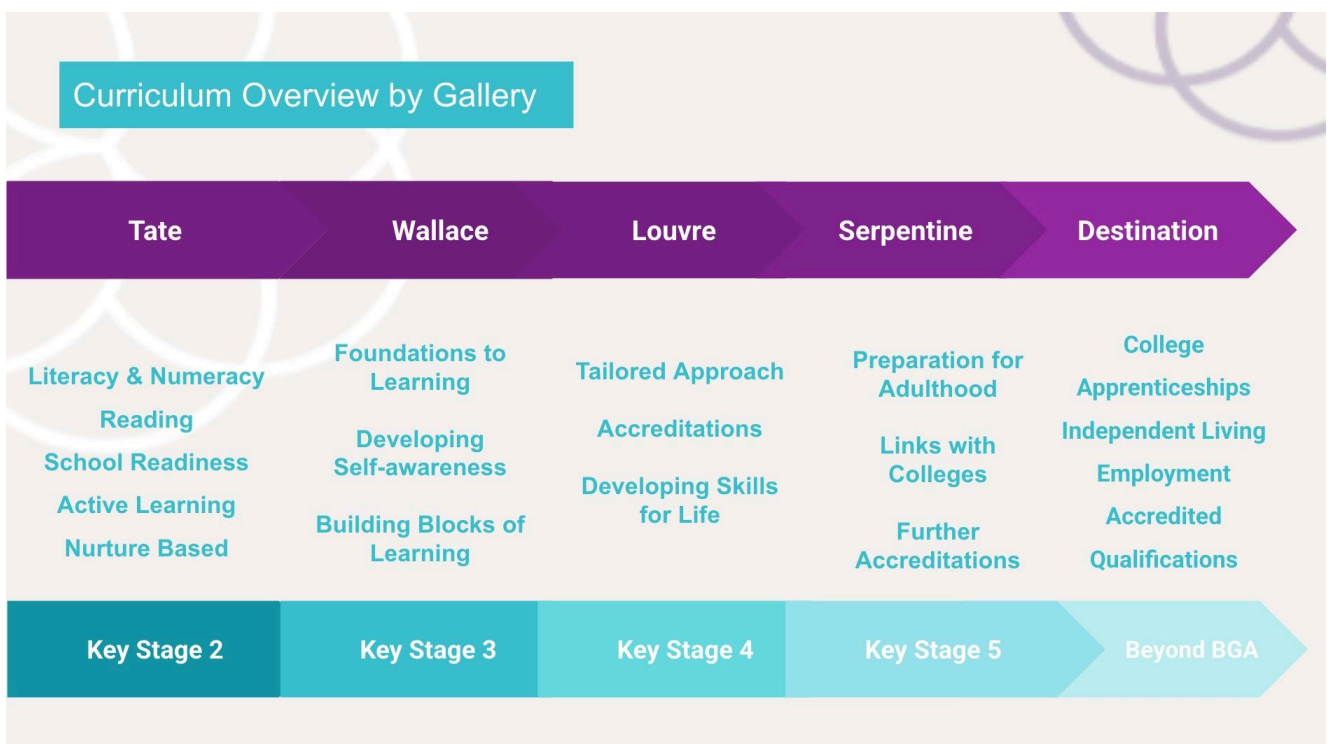 Curriculum Overview by Gallery
Tate
Wallace
Louvre
Serpentine
Destination
Literacy & Numeracy
Reading
School Readiness
Active Learning
Nurture Based
Foundations to
Learning
Developing
Self-awareness
Building Blocks of
Learning
Tailored Approach
Accreditations
Developing Skills
for Life
Preparation for
Adulthood
Links with
Colleges
Further
Accreditations
College
Apprenticeships
Independent Living
Employment
Accredited
Qualifications
Key Stage 2
Key Stage 3
Key Stage 4
Key Stage 5
Beyond BGA